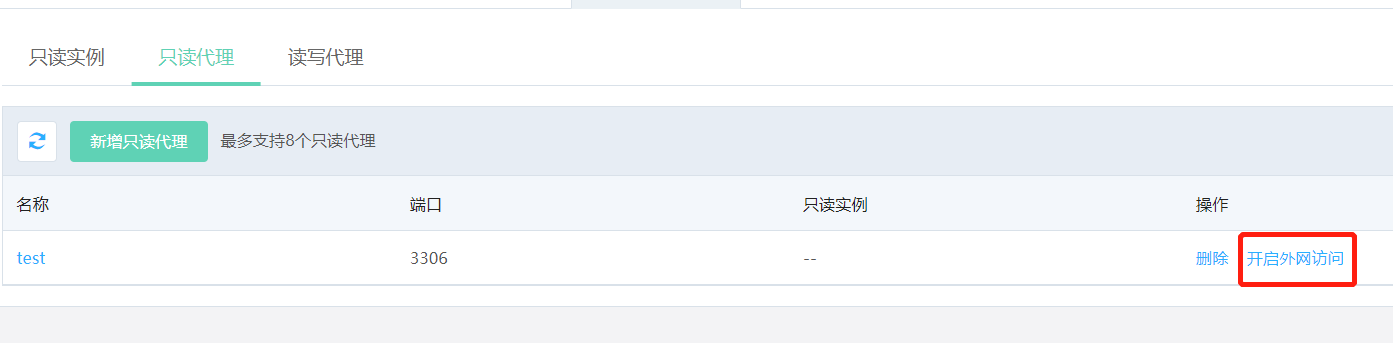 只读实例 只读代理 读写代理
新增只读代理 最多支持8个只读代理
名称 端口 只读实例 操作
test 3306 -- 删除 开启外网访问